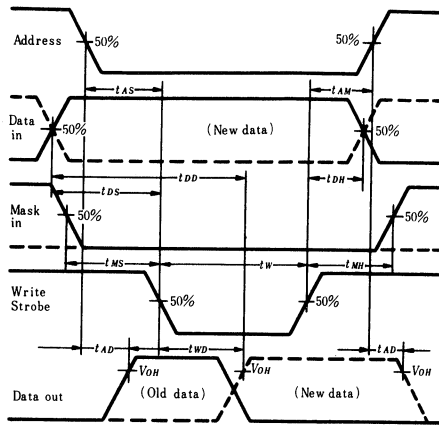 Address
50%
50%
tAS
tAM
Data
in
50%
(New data)
50%
tDD
tDS
tDH
Mask
in
50%
50%
tMS
tW
tMH
Write
Strobe
50%
50%
tAD
tWD
tAD
Data out
VOH
(Old data)
VOH
(New data)
VOH